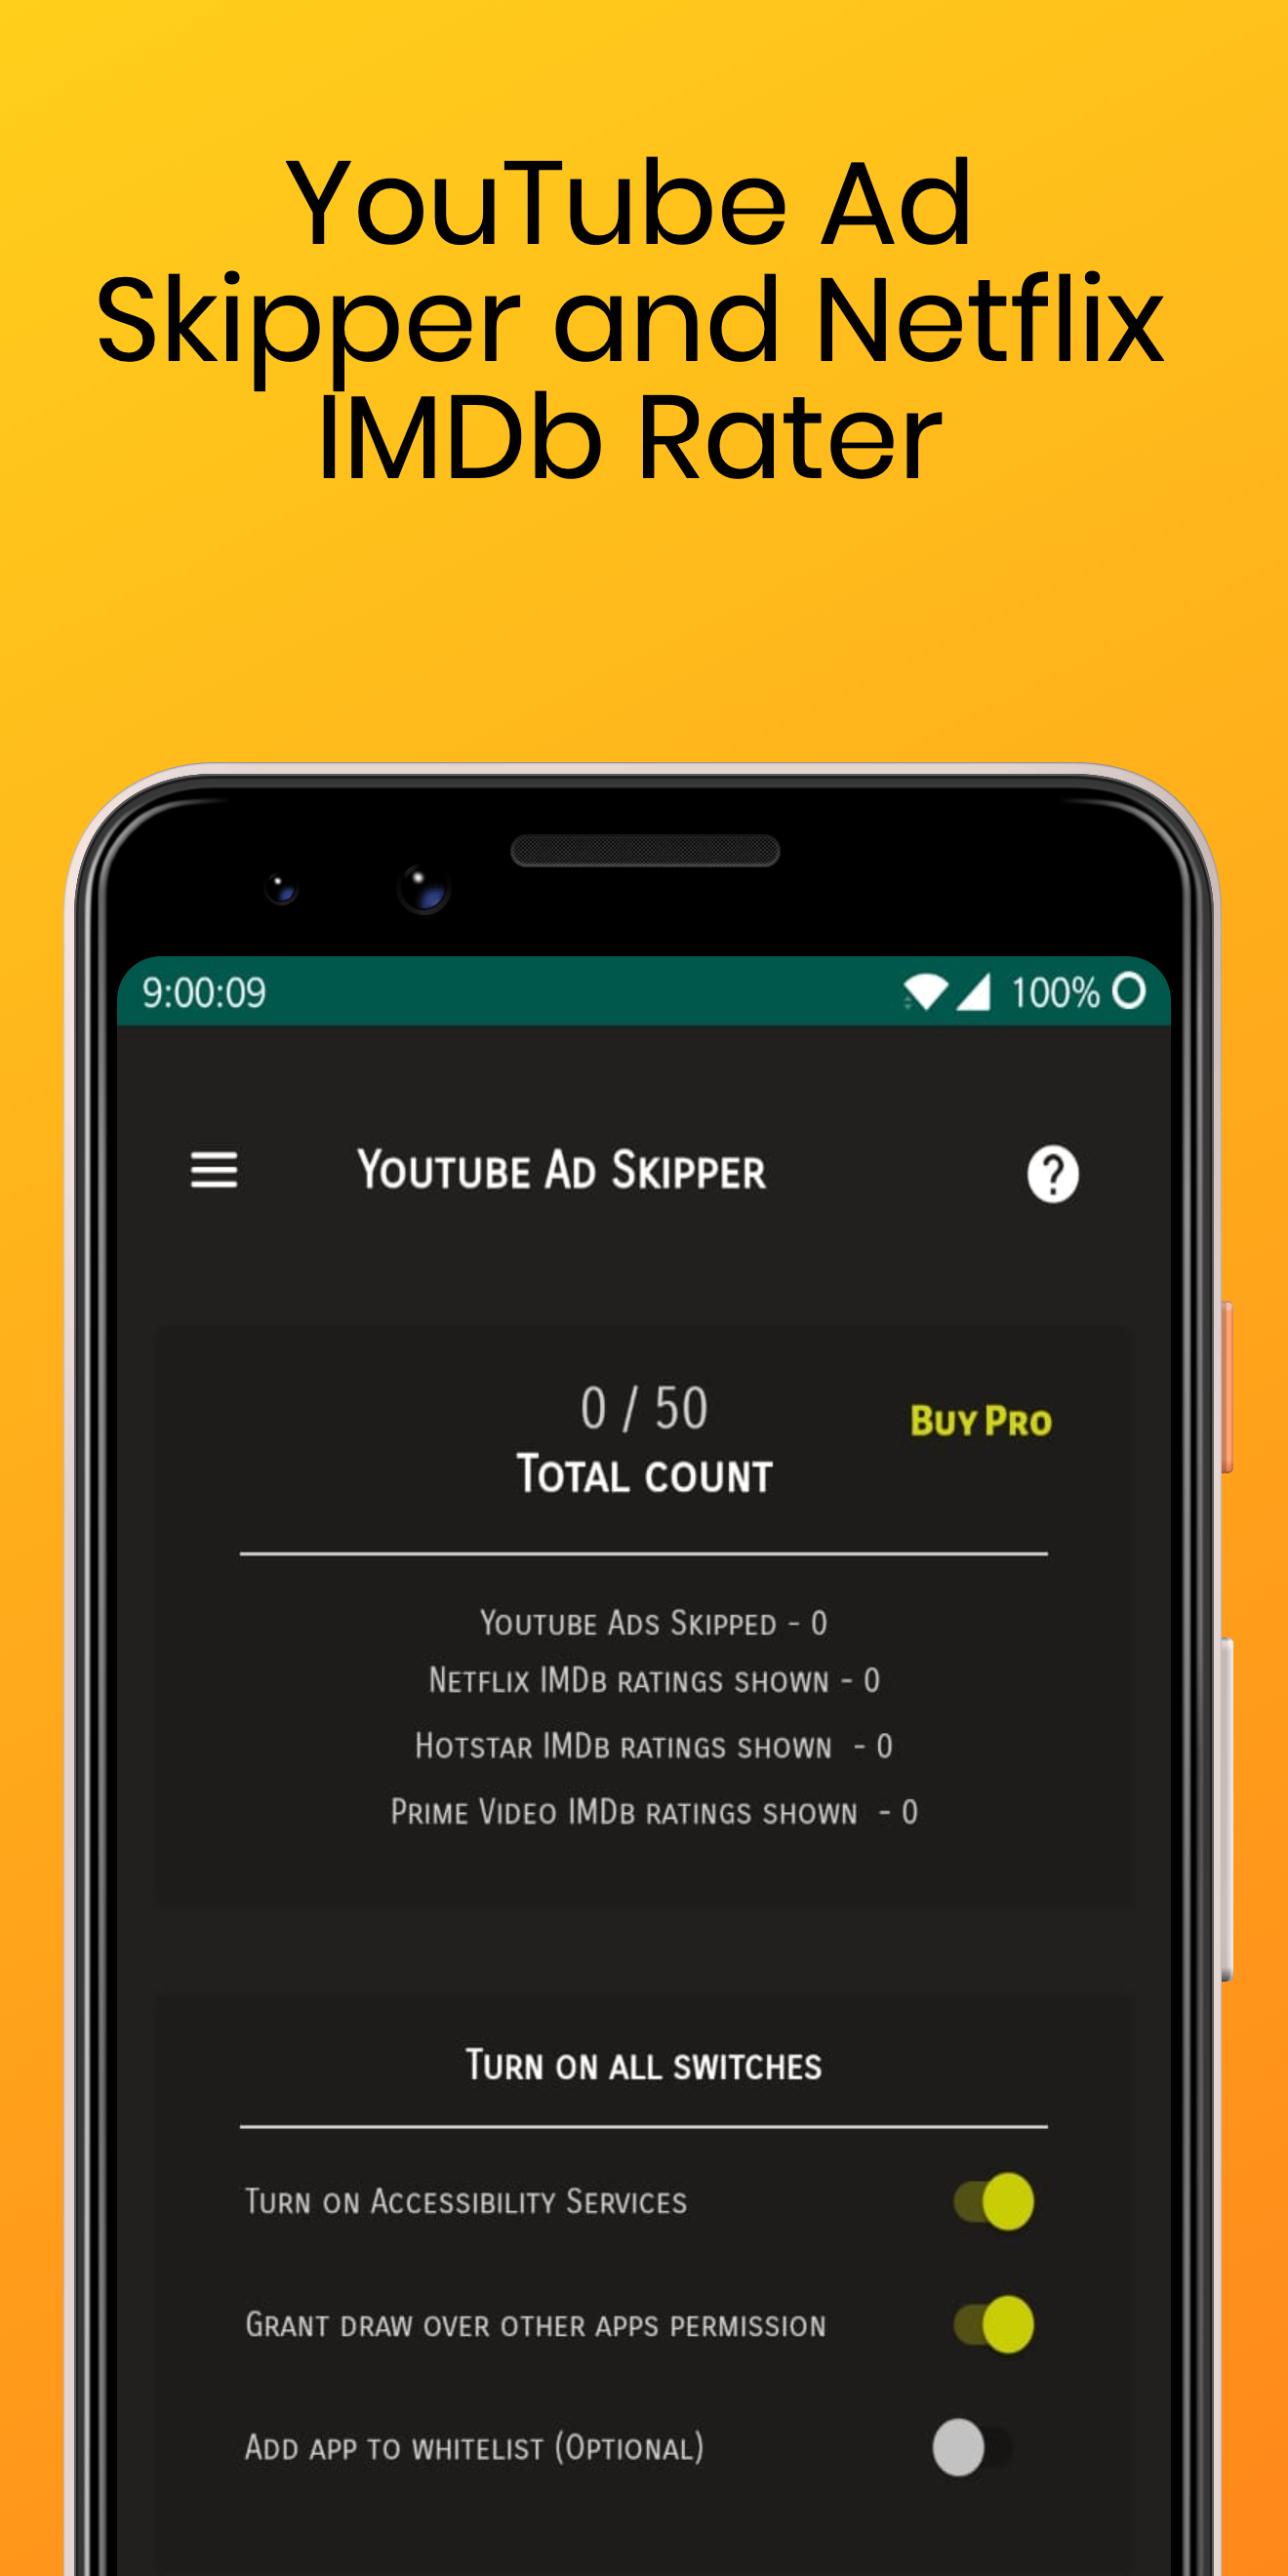 YouTube Ad
Skipper and Netflix
IMDb Rater
9:00:09 100%
Youtube Ad Skipper ?
0 / 50
Buy Pro
Total count
Youtube Ads Skipped - 0
Netflix IMDb ratings shown - 0
Hotstar IMDb ratings shown - 0
Prime Video IMDb ratings shown - 0
Turn on all switches
Turn on Accessibility Services
Grant draw over other apps permission
Add app to whitelist (Optional)